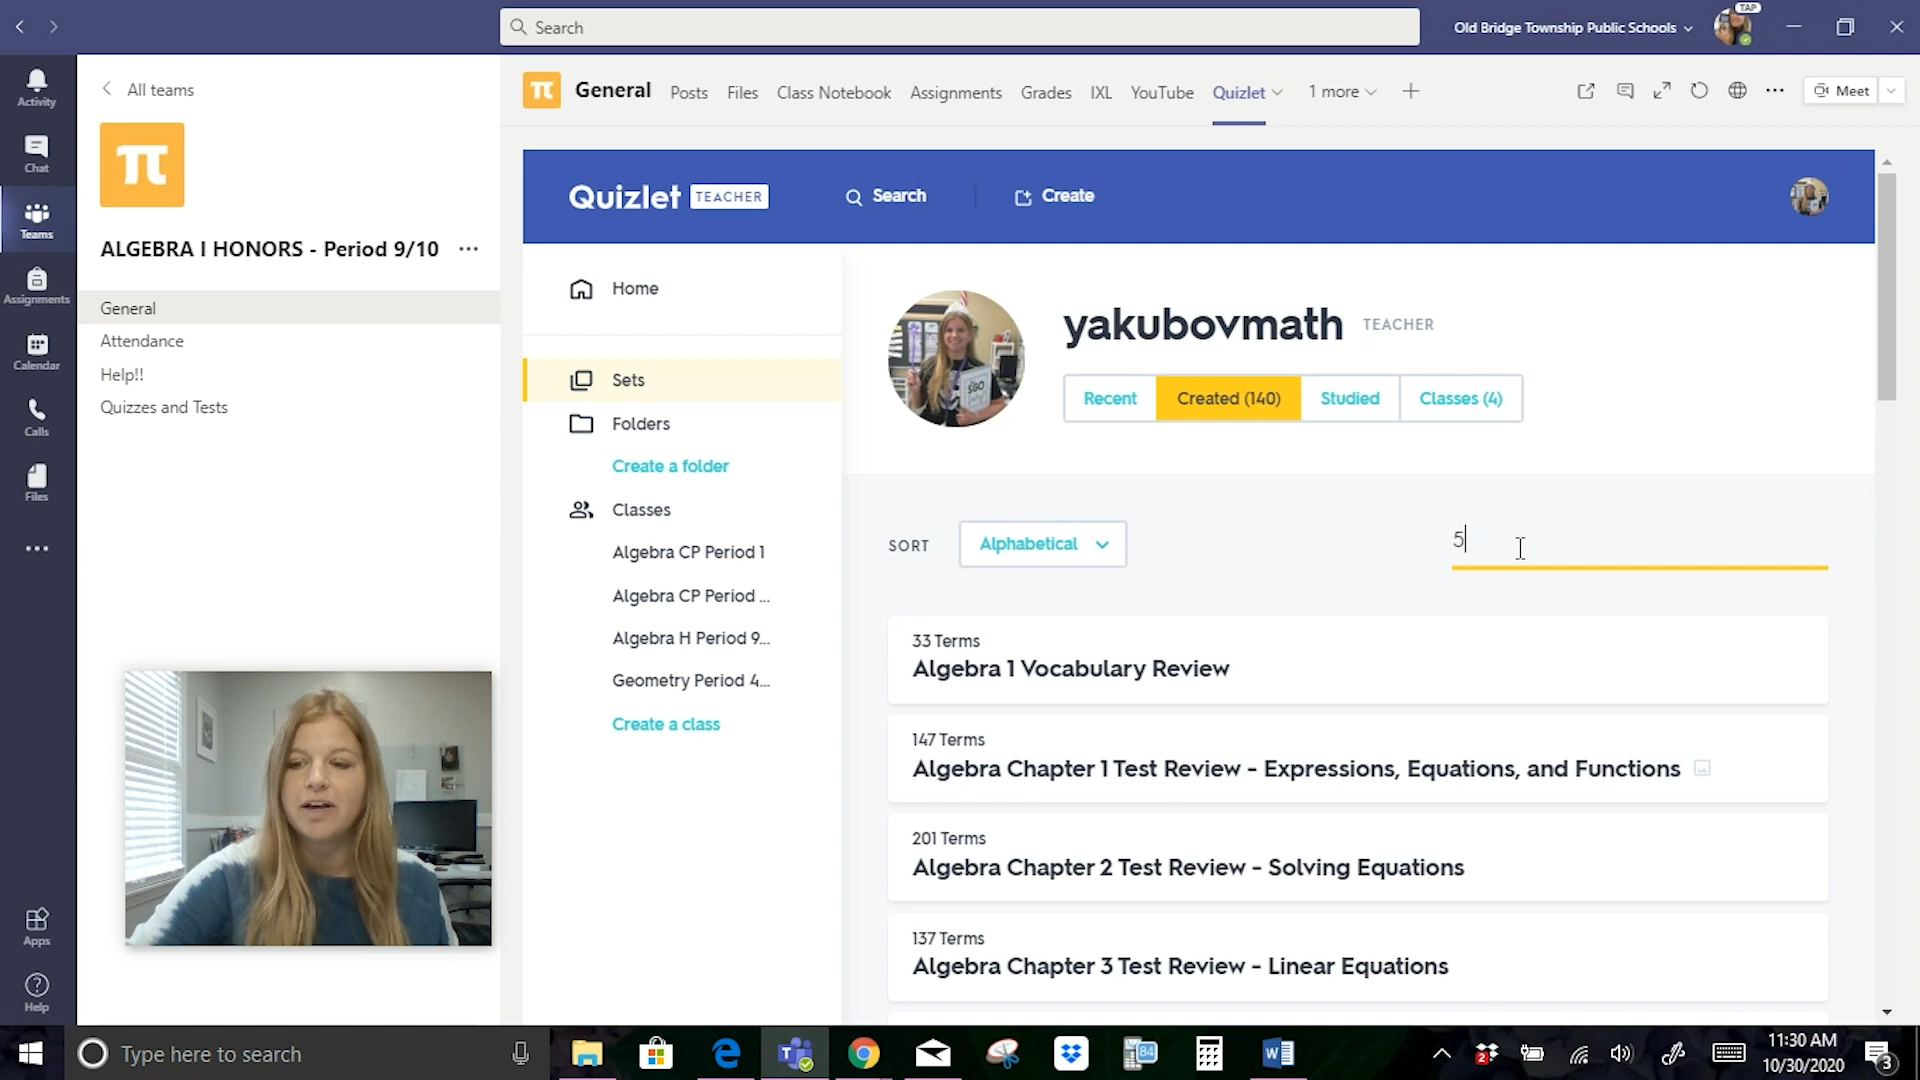 Search
Old Bridge Township Public Schools
TAP
Activity
Chat
Teams
Assignments
Calendar
Calls
Files
Apps
Help
All teams
π
ALGEBRA I HONORS - Period 9/10
General
Attendance
Help!!
Quizzes and Tests
π
General
Posts
Files
Class Notebook
Assignments
Grades
IXL
YouTube
Quizlet
1 more
Meet
Quizlet TEACHER
Search
Create
Home
Sets
Folders
Create a folder
Classes
Algebra CP Period 1
Algebra CP Period ...
Algebra H Period 9...
Geometry Period 4...
Create a class
yakubovmath TEACHER
Recent
Created (140)
Studied
Classes (4)
SGO
SORT
Alphabetical
5
33 Terms
Algebra 1 Vocabulary Review
147 Terms
Algebra Chapter 1 Test Review - Expressions, Equations, and Functions
201 Terms
Algebra Chapter 2 Test Review - Solving Equations
137 Terms
Algebra Chapter 3 Test Review - Linear Equations
Type here to search
84
2
11:30 AM
10/30/2020
3